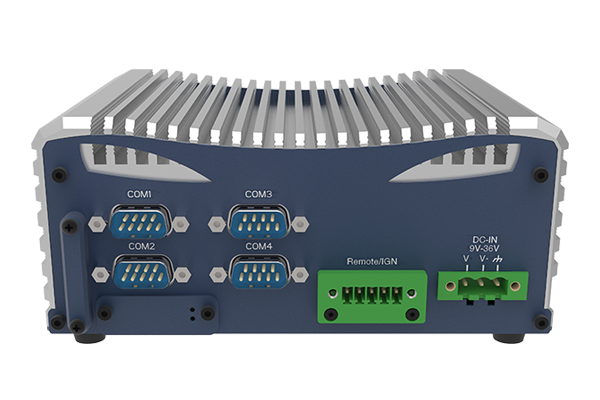 COM1 COM3
COM2 COM4
Remote/IGN
DC-IN
9V-36V
V V-